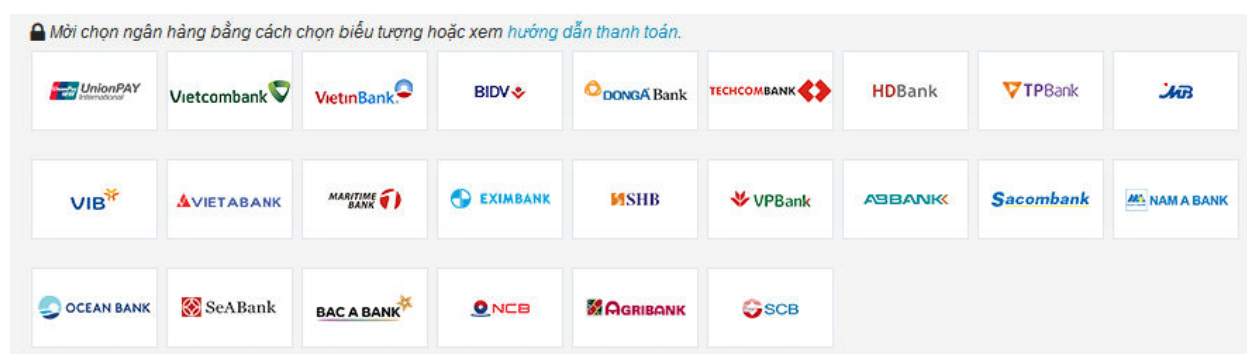 Mời chọn ngân hàng bằng cách chọn biểu tượng hoặc xem hướng dẫn thanh toán.
UnionPAY International Vietcombank VietinBank BIDV DONGÁ Bank TECHCOMBANK HDBank TPBank MB
VIB VIETABANK MARITIME BANK EXIMBANK SHB VPBank ABBANK Sacombank NAM A BANK
OCEAN BANK SeABank BAC A BANK NCB AGRIBANK SCB